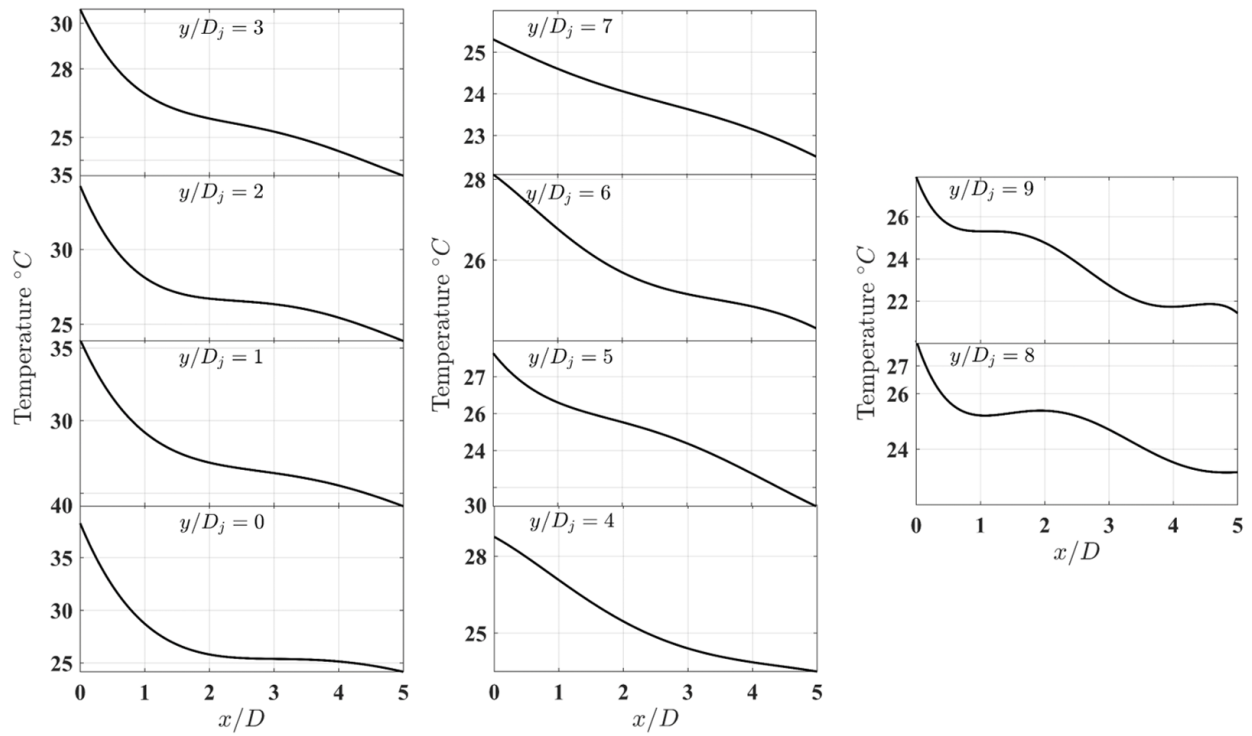 y/D_j = 3
30
28
25
35
y/D_j = 2
30
25
35
y/D_j = 1
30
40
y/D_j = 0
35
30
25
0 1 2 3 4 5
x/D
Temperature °C
y/D_j = 7
25
24
23
28
y/D_j = 6
26
y/D_j = 5
27
26
24
30
y/D_j = 4
28
25
0 1 2 3 4 5
x/D
Temperature °C
y/D_j = 9
26
24
22
y/D_j = 8
27
26
24
0 1 2 3 4 5
x/D
Temperature °C